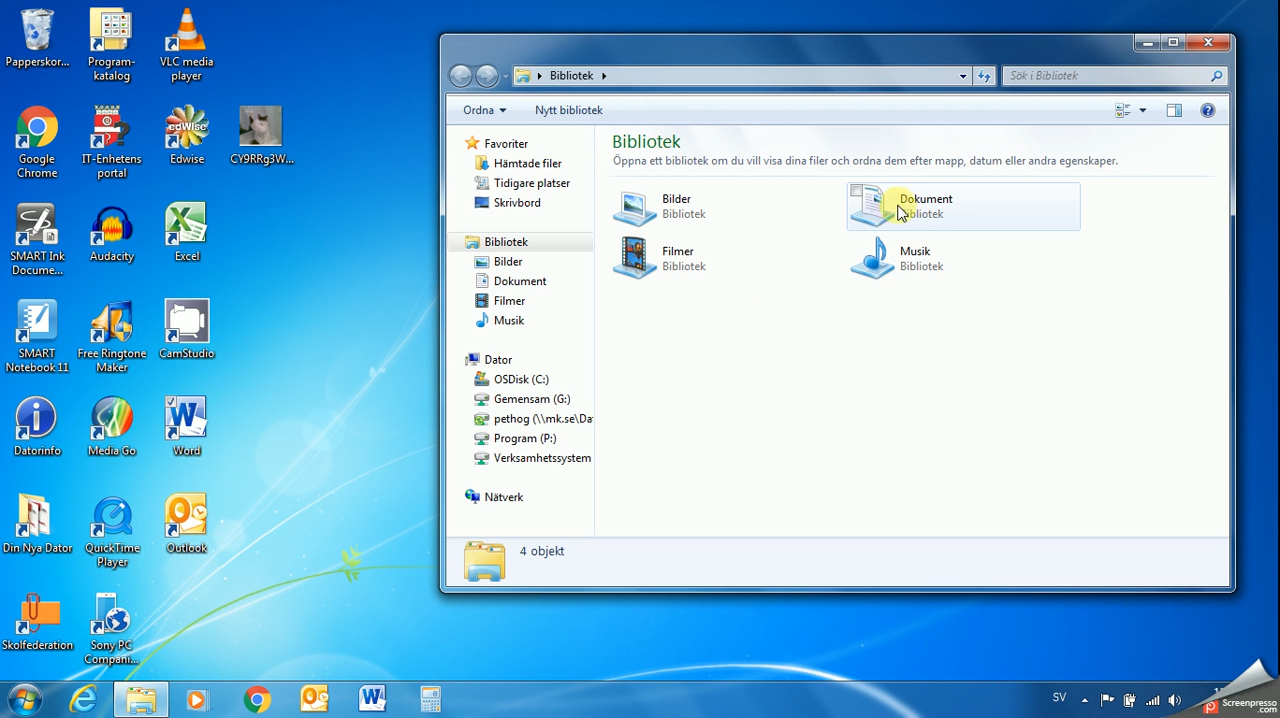 Papperskor...
Program-
katalog
VLC media
player
Google
Chrome
IT-Enhetens
portal
Edwise
CY9RRg3W...
SMART Ink
Docume...
Audacity
Excel
SMART
Notebook 11
Free Ringtone
Maker
CamStudio
Datorinfo
Media Go
Word
Din Nya Dator
QuickTime
Player
Outlook
Skolfederation
Sony PC
Compani...
Bibliotek
Sök i Bibliotek
Ordna
Nytt bibliotek
Favoriter
Hämtade filer
Tidigare platser
Skrivbord
Bibliotek
Bilder
Dokument
Filmer
Musik
Dator
OSDisk (C:)
Gemensam (G:)
pethog (\\mk.se\Da
Program (P:)
Verksamhetssystem
Nätverk
Bibliotek
Öppna ett bibliotek om du vill visa dina filer och ordna dem efter mapp, datum eller andra egenskaper.
Bilder
Bibliotek
Dokument
Bibliotek
Filmer
Bibliotek
Musik
Bibliotek
4 objekt
SV
Screenpresso
.com